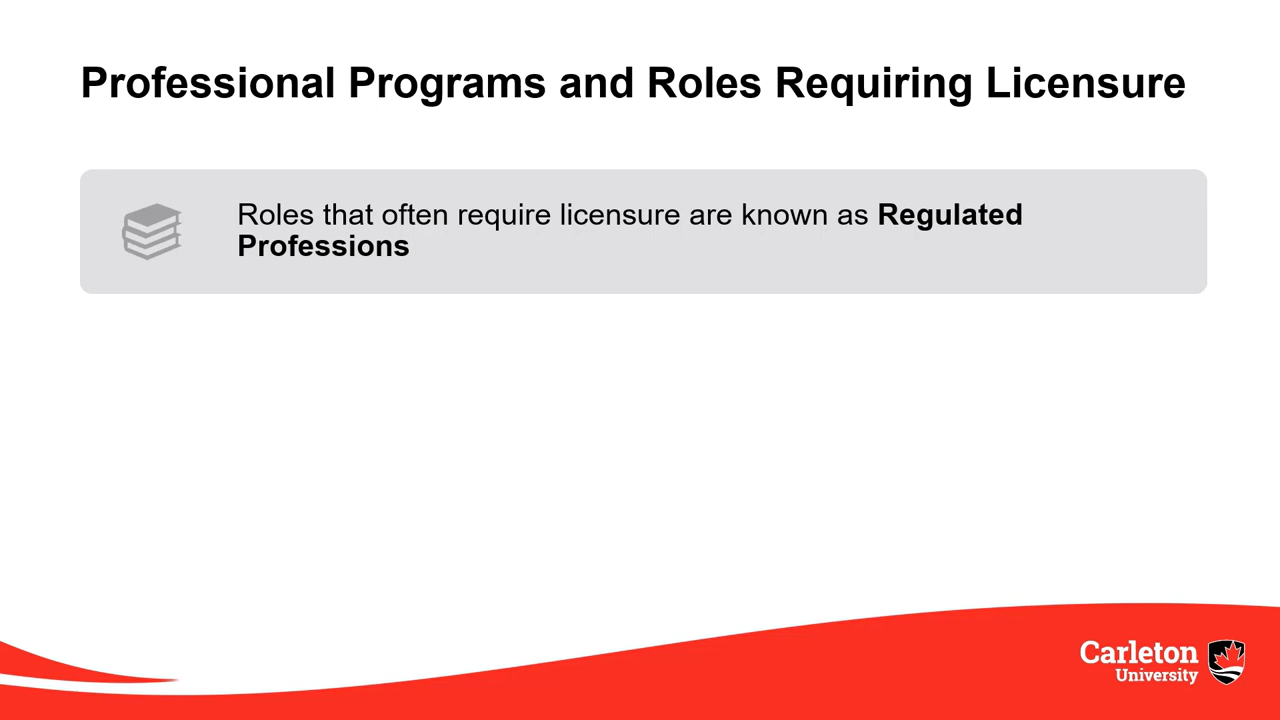 Professional Programs and Roles Requiring Licensure
Roles that often require licensure are known as Regulated
Professions
Carleton
University